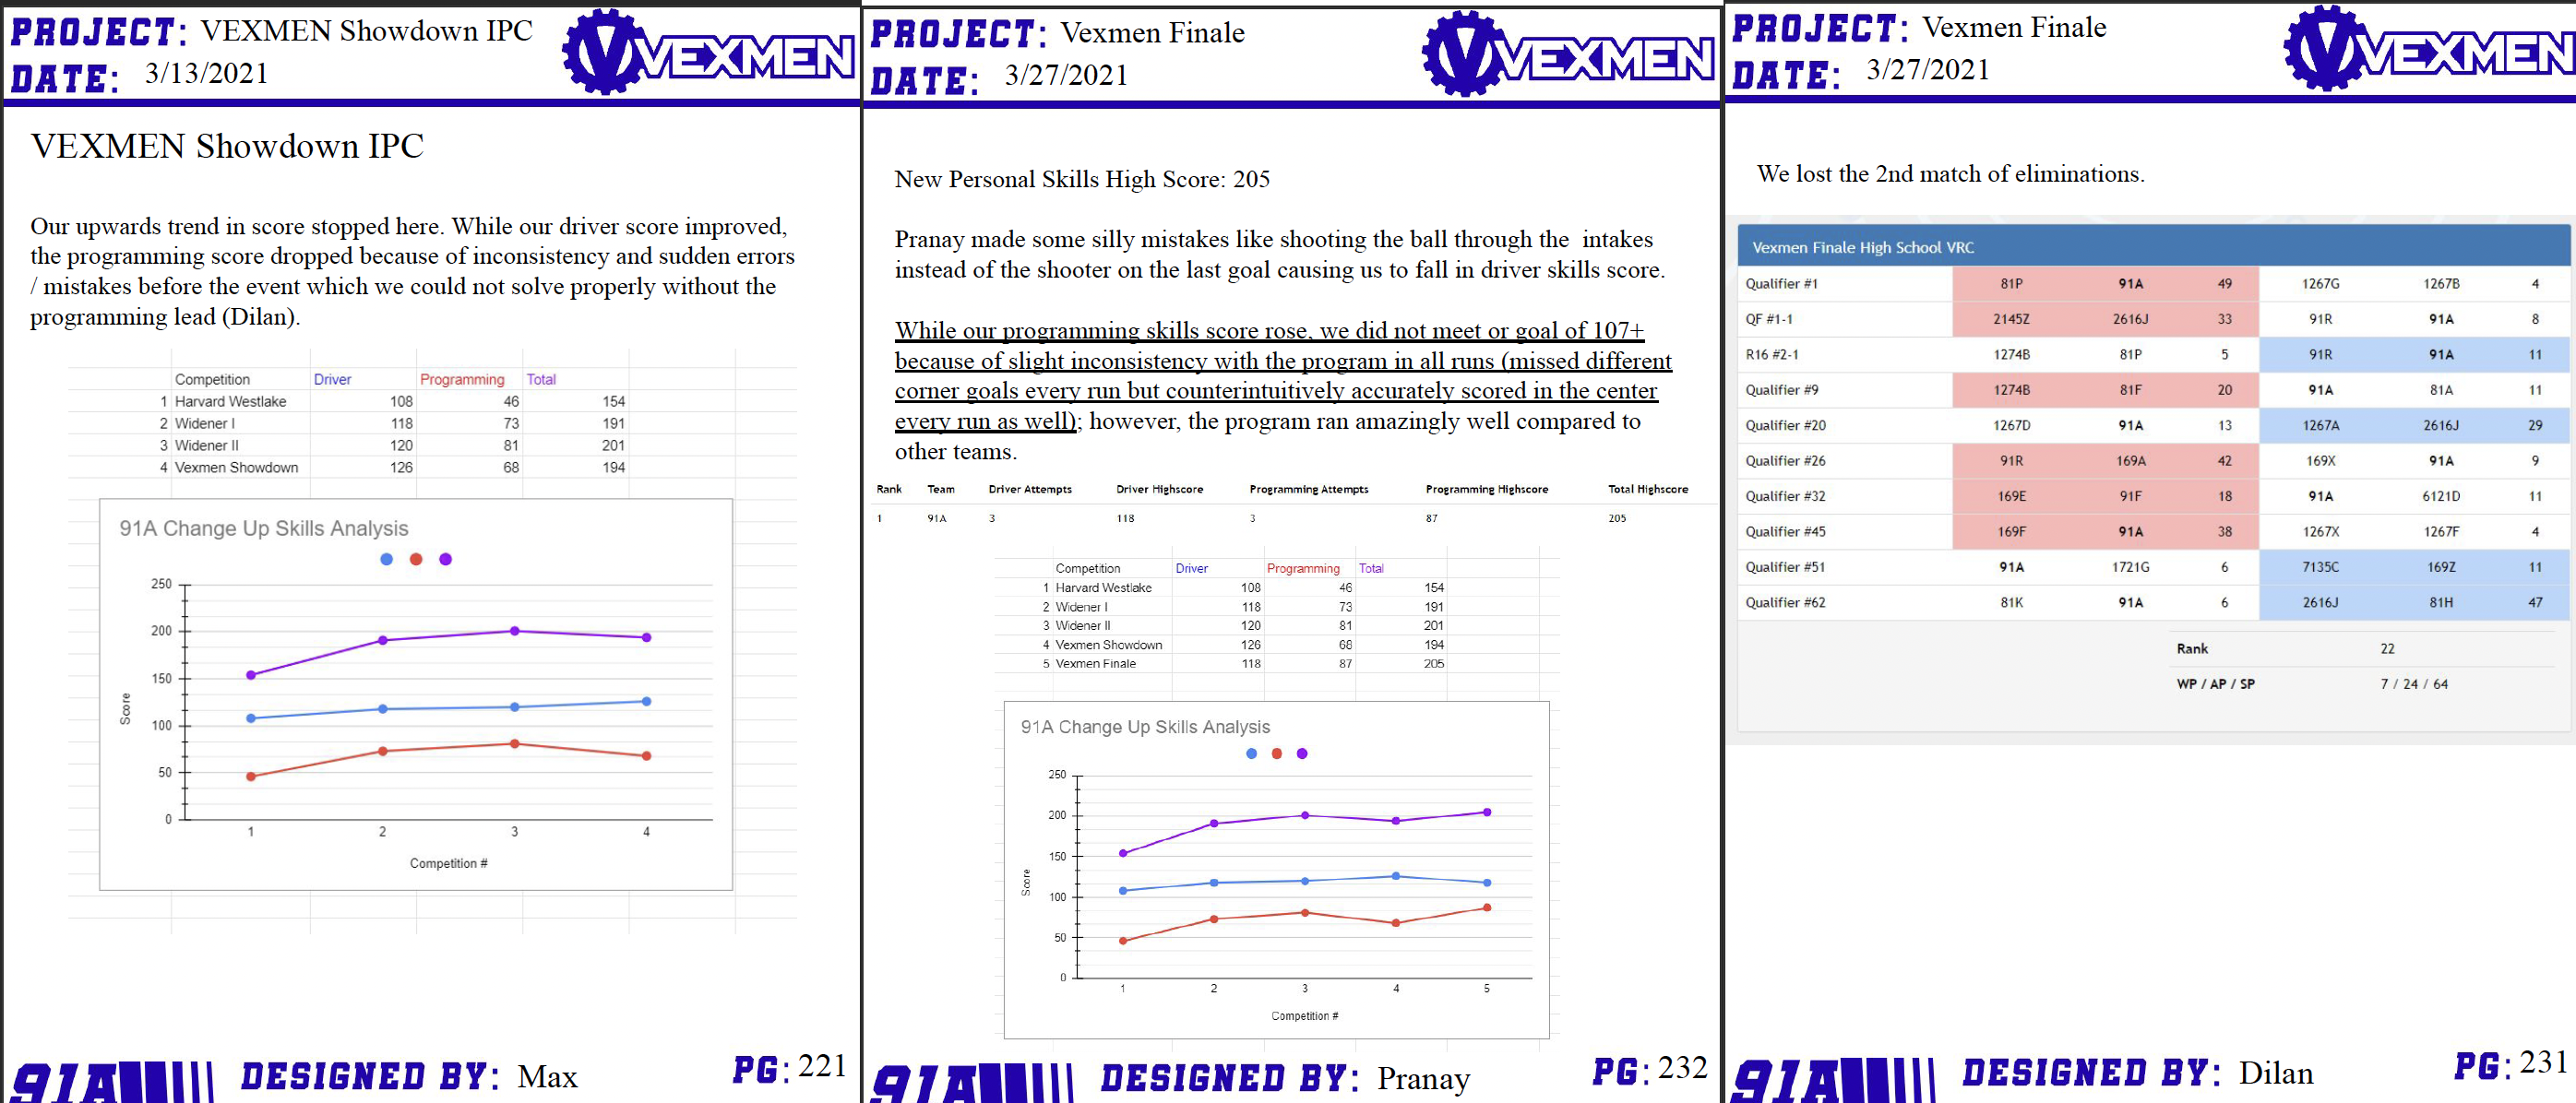 PROJECT: VEXMEN Showdown IPC
DATE: 3/13/2021
VVEXMEN
VEXMEN Showdown IPC
Our upwards trend in score stopped here. While our driver score improved,
the programming score dropped because of inconsistency and sudden errors
/ mistakes before the event which we could not solve properly without the
programming lead (Dilan).
Competition Driver Programming Total
1 Harvard Westlake 108 46 154
2 Widener I 118 73 191
3 Widener II 120 81 201
4 Vexmen Showdown 126 68 194
91A Change Up Skills Analysis
250
200
150
100
50
0
Score
1 2 3 4
Competition #
91A DESIGNED BY: Max PG: 221
PROJECT: Vexmen Finale
DATE: 3/27/2021
VVEXMEN
New Personal Skills High Score: 205
Pranay made some silly mistakes like shooting the ball through the intakes
instead of the shooter on the last goal causing us to fall in driver skills score.
While our programming skills score rose, we did not meet or goal of 107+
because of slight inconsistency with the program in all runs (missed different
corner goals every run but counterintuitively accurately scored in the center
every run as well); however, the program ran amazingly well compared to
other teams.
Rank Team Driver Attempts Driver Highscore Programming Attempts Programming Highscore Total Highscore
1 91A 3 118 3 87 205
Competition Driver Programming Total
1 Harvard Westlake 108 46 154
2 Widener I 118 73 191
3 Widener II 120 81 201
4 Vexmen Showdown 126 68 194
5 Vexmen Finale 118 87 205
91A Change Up Skills Analysis
250
200
150
100
50
0
Score
1 2 3 4 5
Competition #
91A DESIGNED BY: Pranay PG: 232
PROJECT: Vexmen Finale
DATE: 3/27/2021
VVEXMEN
We lost the 2nd match of eliminations.
Vexmen Finale High School VRC
Qualifier #1 81P 91A 49 1267G 1267B 4
QF #1-1 2145Z 2616J 33 91R 91A 8
R16 #2-1 1274B 81P 5 91R 91A 11
Qualifier #9 1274B 81F 20 91A 81A 11
Qualifier #20 1267D 91A 13 1267A 2616J 29
Qualifier #26 91R 169A 42 169X 91A 9
Qualifier #32 169E 91F 18 91A 6121D 11
Qualifier #45 169F 91A 38 1267X 1267F 4
Qualifier #51 91A 1721G 6 7135C 169Z 11
Qualifier #62 81K 91A 6 2616J 81H 47
Rank 22
WP / AP / SP 7 / 24 / 64
91A DESIGNED BY: Dilan PG: 231